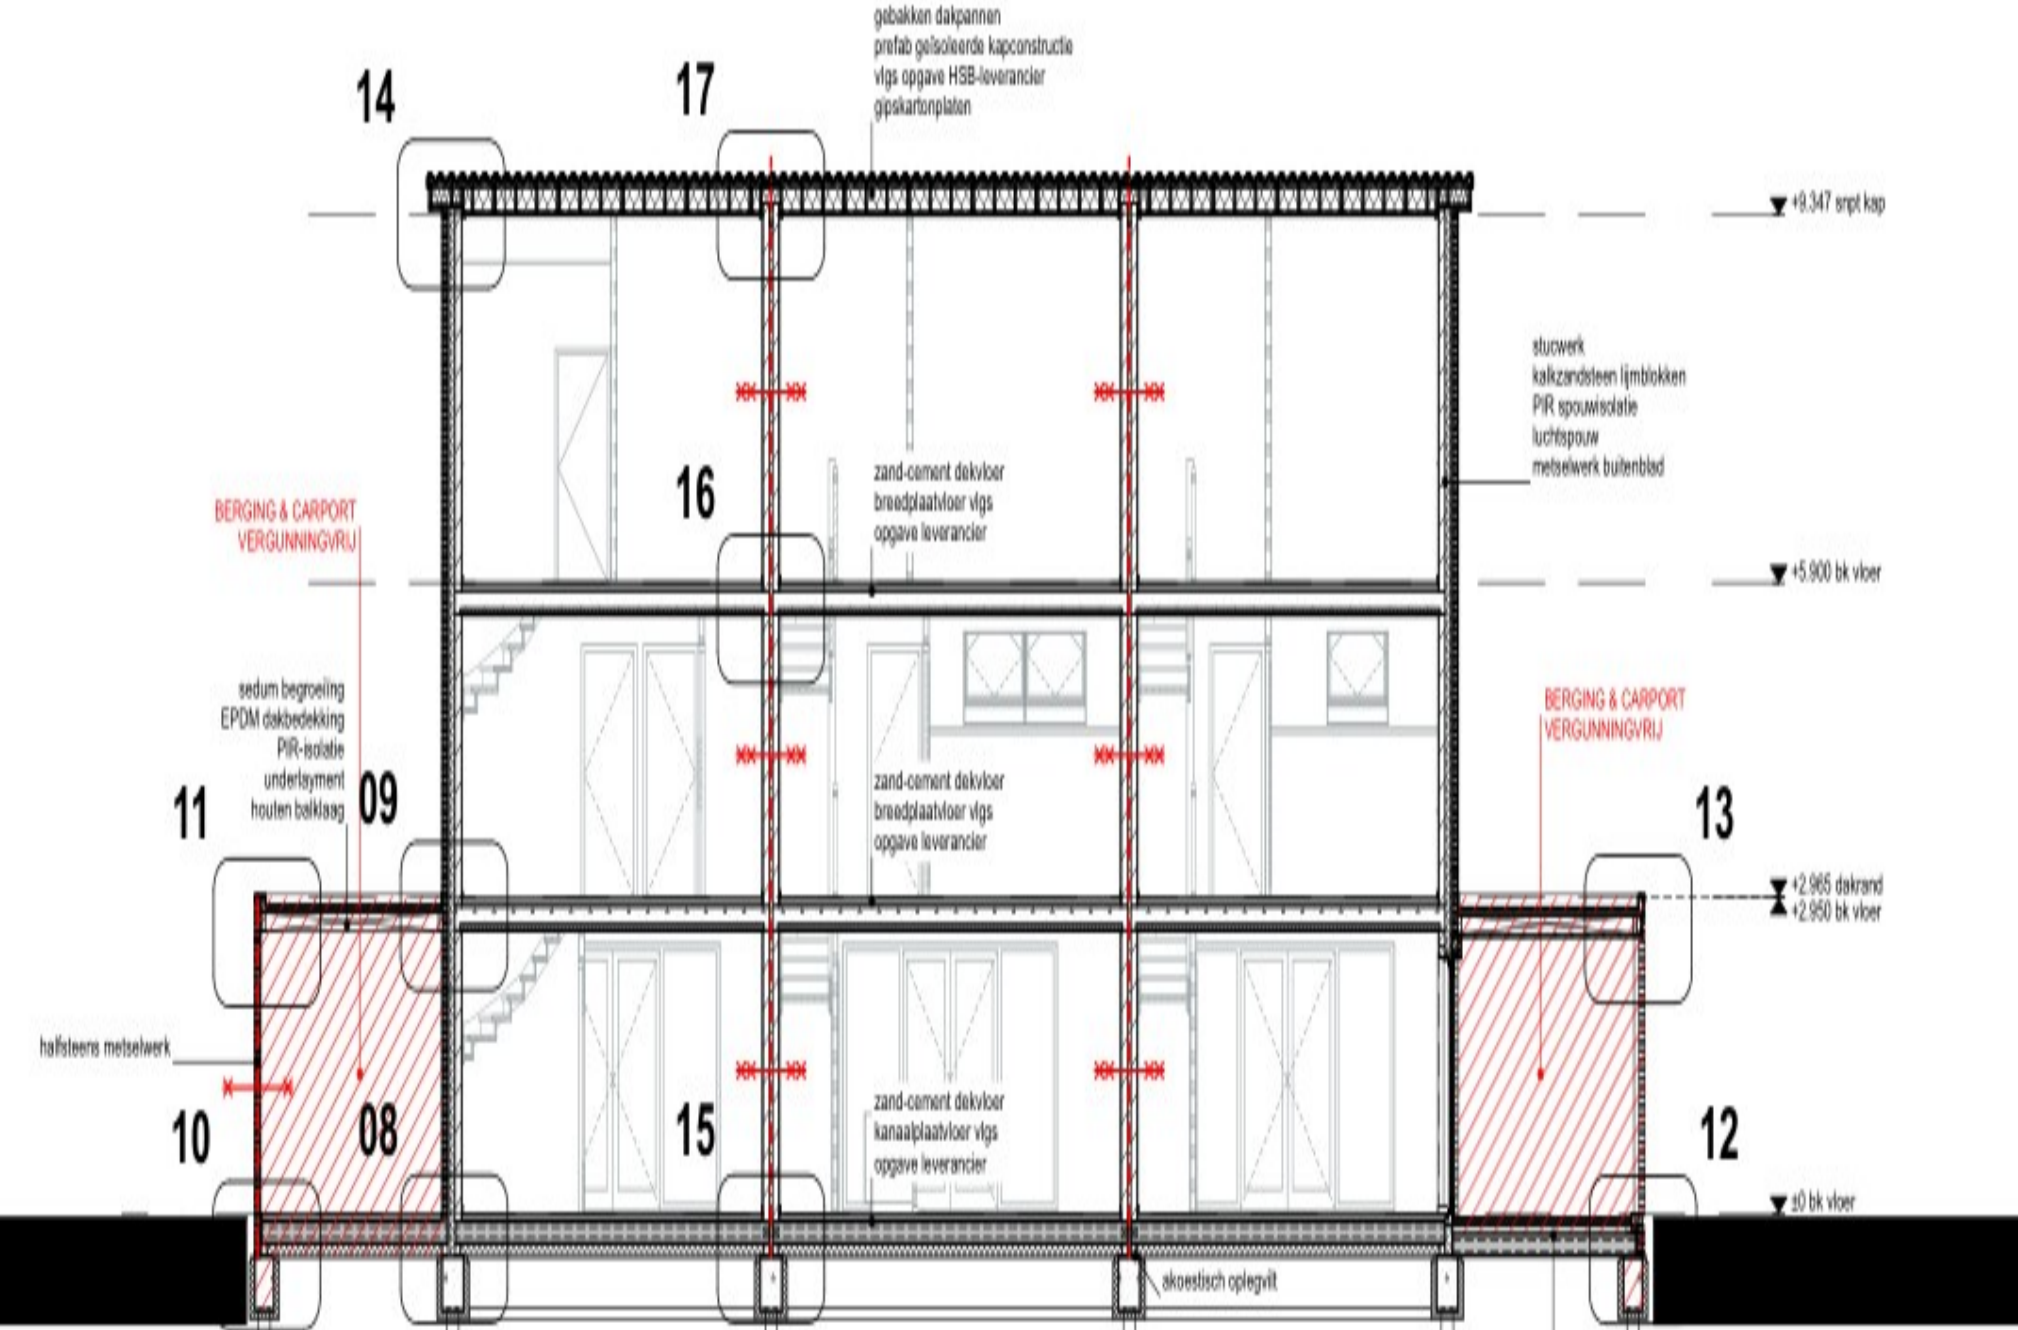 gebakken dakpannen
prefab geïsoleerde kapconstructie
vlgs opgave HSB-leverancier
gipskartonplaten
14
17
+9.347 snpt kap
stucwerk
kalkzandsteen lijmblokken
PIR spouwisolatie
luchtspouw
metselwerk buitenblad
16
zand-cement dekvloer
breedplaatvloer vlgs
opgave leverancier
BERGING & CARPORT
VERGUNNINGVRIJ
+5.900 bk vloer
sedum begroeiing
EPDM dakbedekking
PIR-isolatie
underlayment
houten balklaag
BERGING & CARPORT
VERGUNNINGVRIJ
11
09
zand-cement dekvloer
breedplaatvloer vlgs
opgave leverancier
13
+2.965 dakrand
+2.950 bk vloer
halfsteens metselwerk
10
08
15
zand-cement dekvloer
kanaalplaatvloer vlgs
opgave leverancier
12
±0 bk vloer
akoestisch oplegvilt